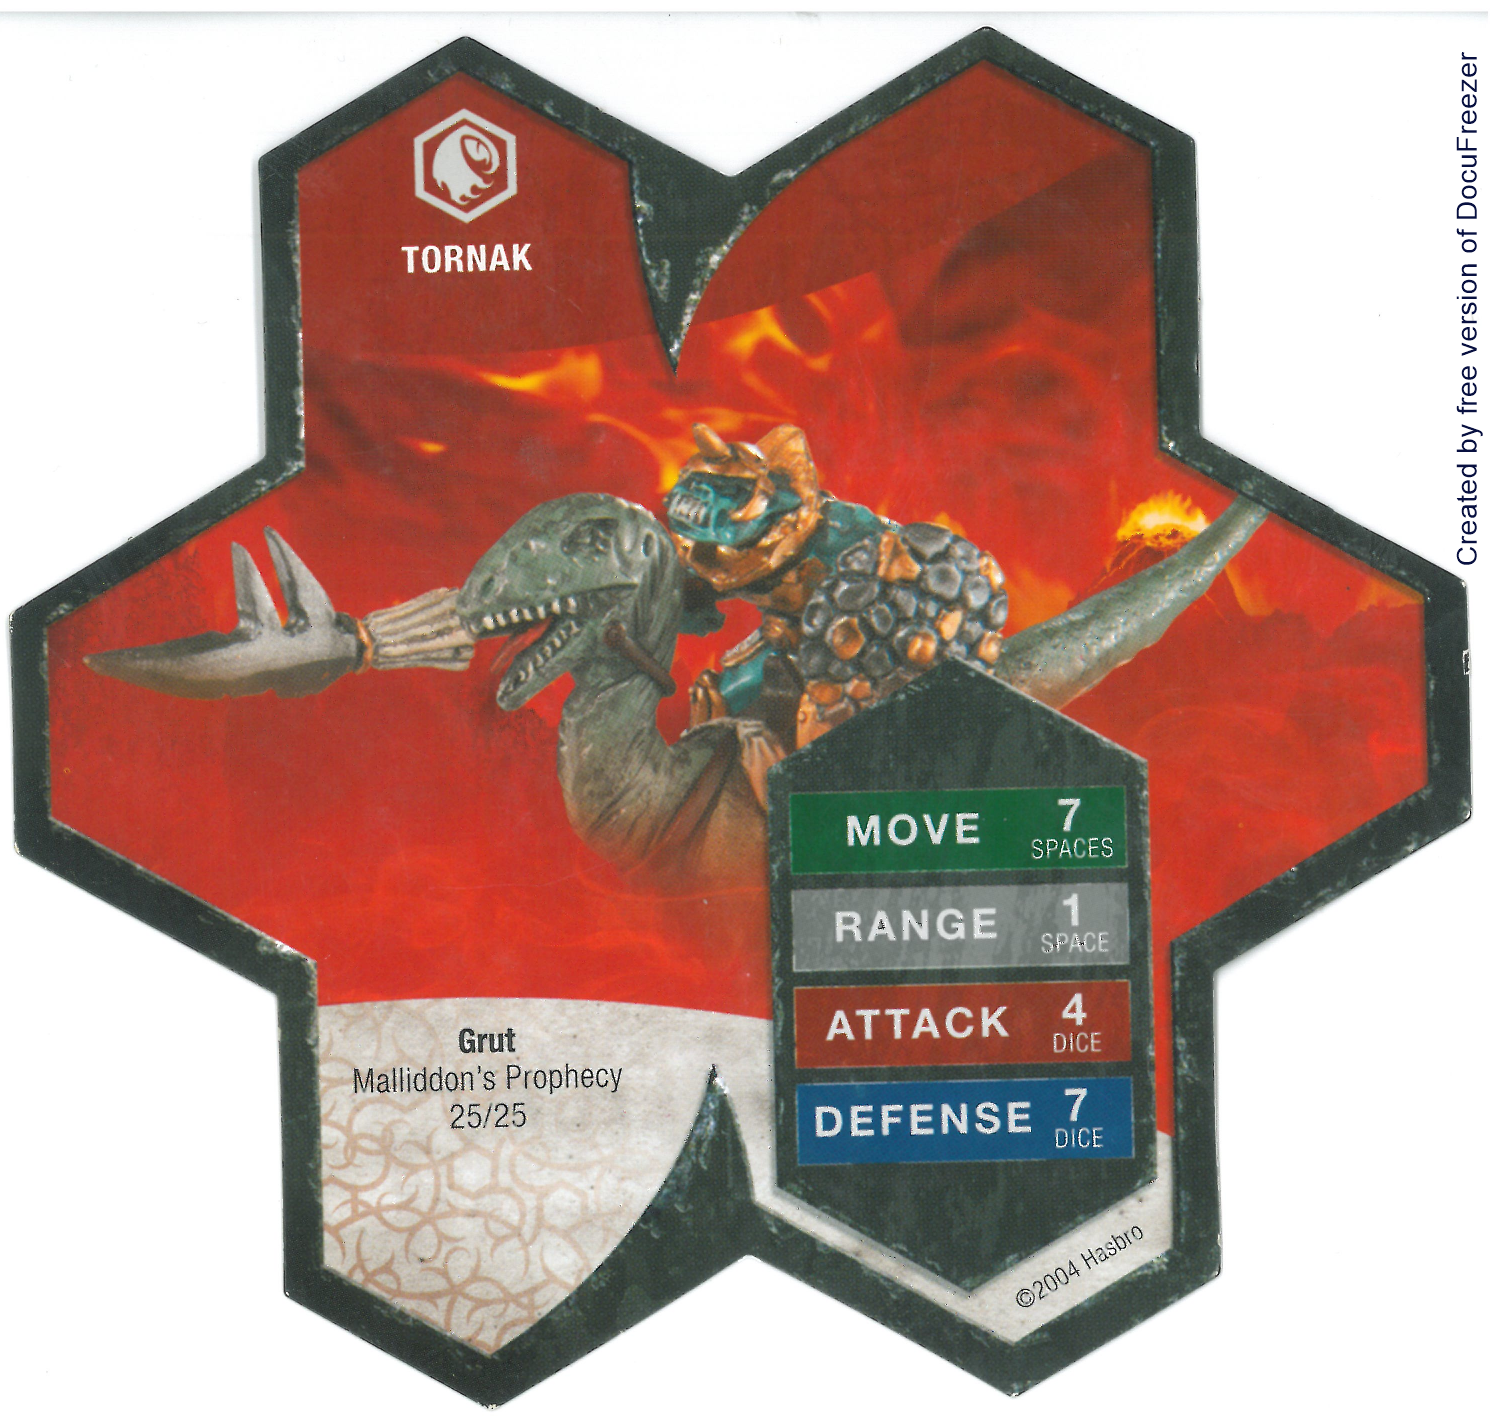 TORNAK
MOVE 7 SPACES
RANGE 1 SPACE
ATTACK 4 DICE
DEFENSE 7 DICE
Grut
Malliddon's Prophecy
25/25
©2004 Hasbro
Created by free version of DocuFreezer